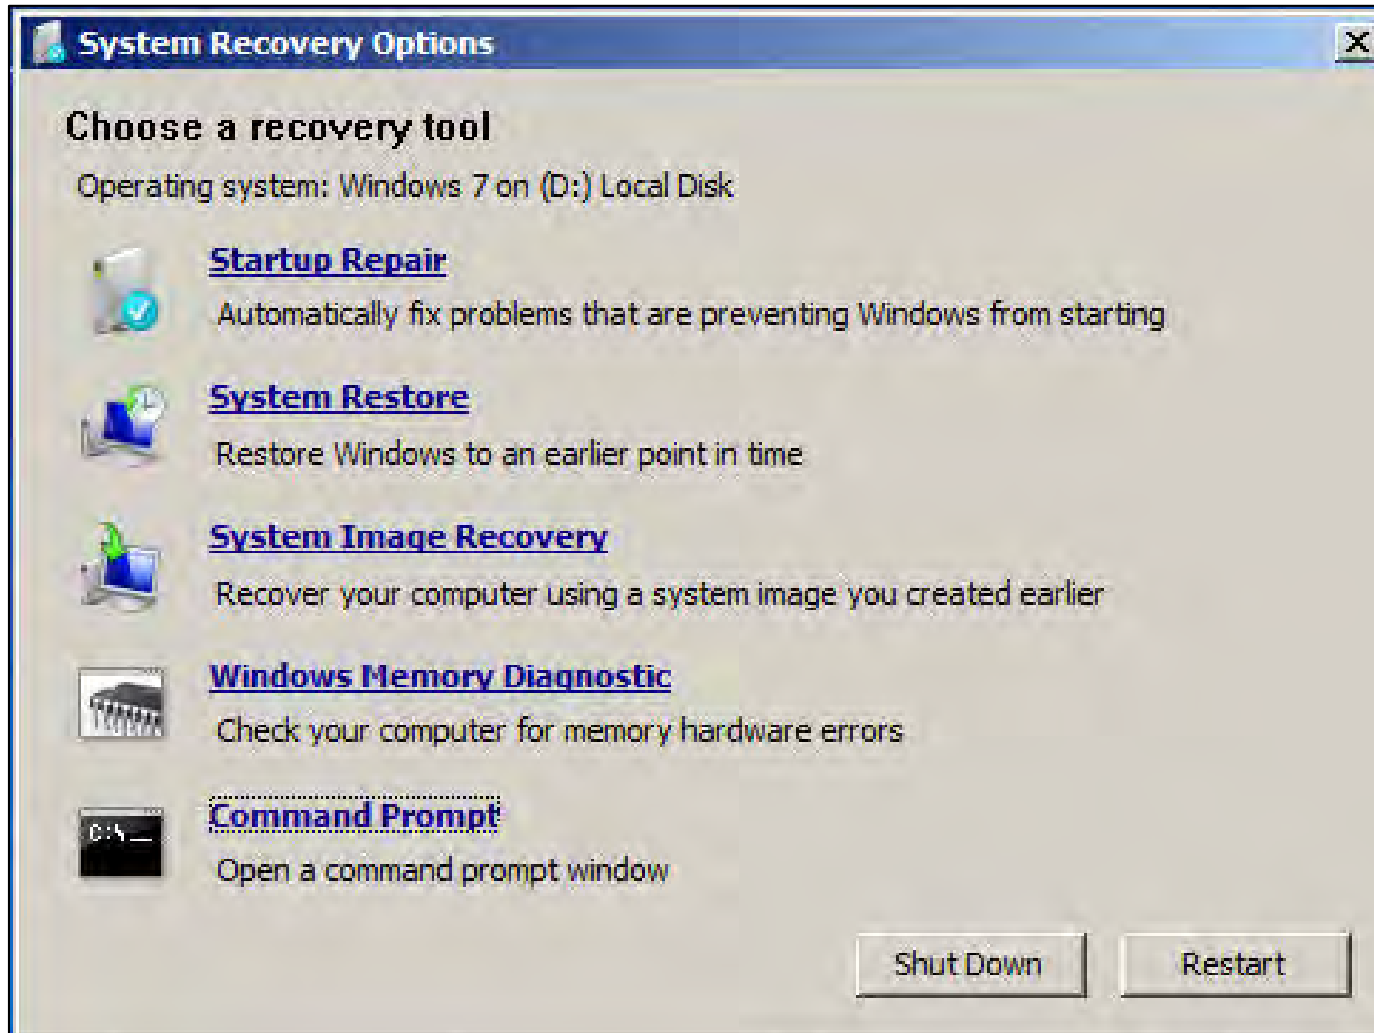 System Recovery Options
Choose a recovery tool
Operating system: Windows 7 on (D:) Local Disk
Startup Repair
Automatically fix problems that are preventing Windows from starting
System Restore
Restore Windows to an earlier point in time
System Image Recovery
Recover your computer using a system image you created earlier
Windows Memory Diagnostic
Check your computer for memory hardware errors
Command Prompt
C:\_
Open a command prompt window
Shut Down
Restart